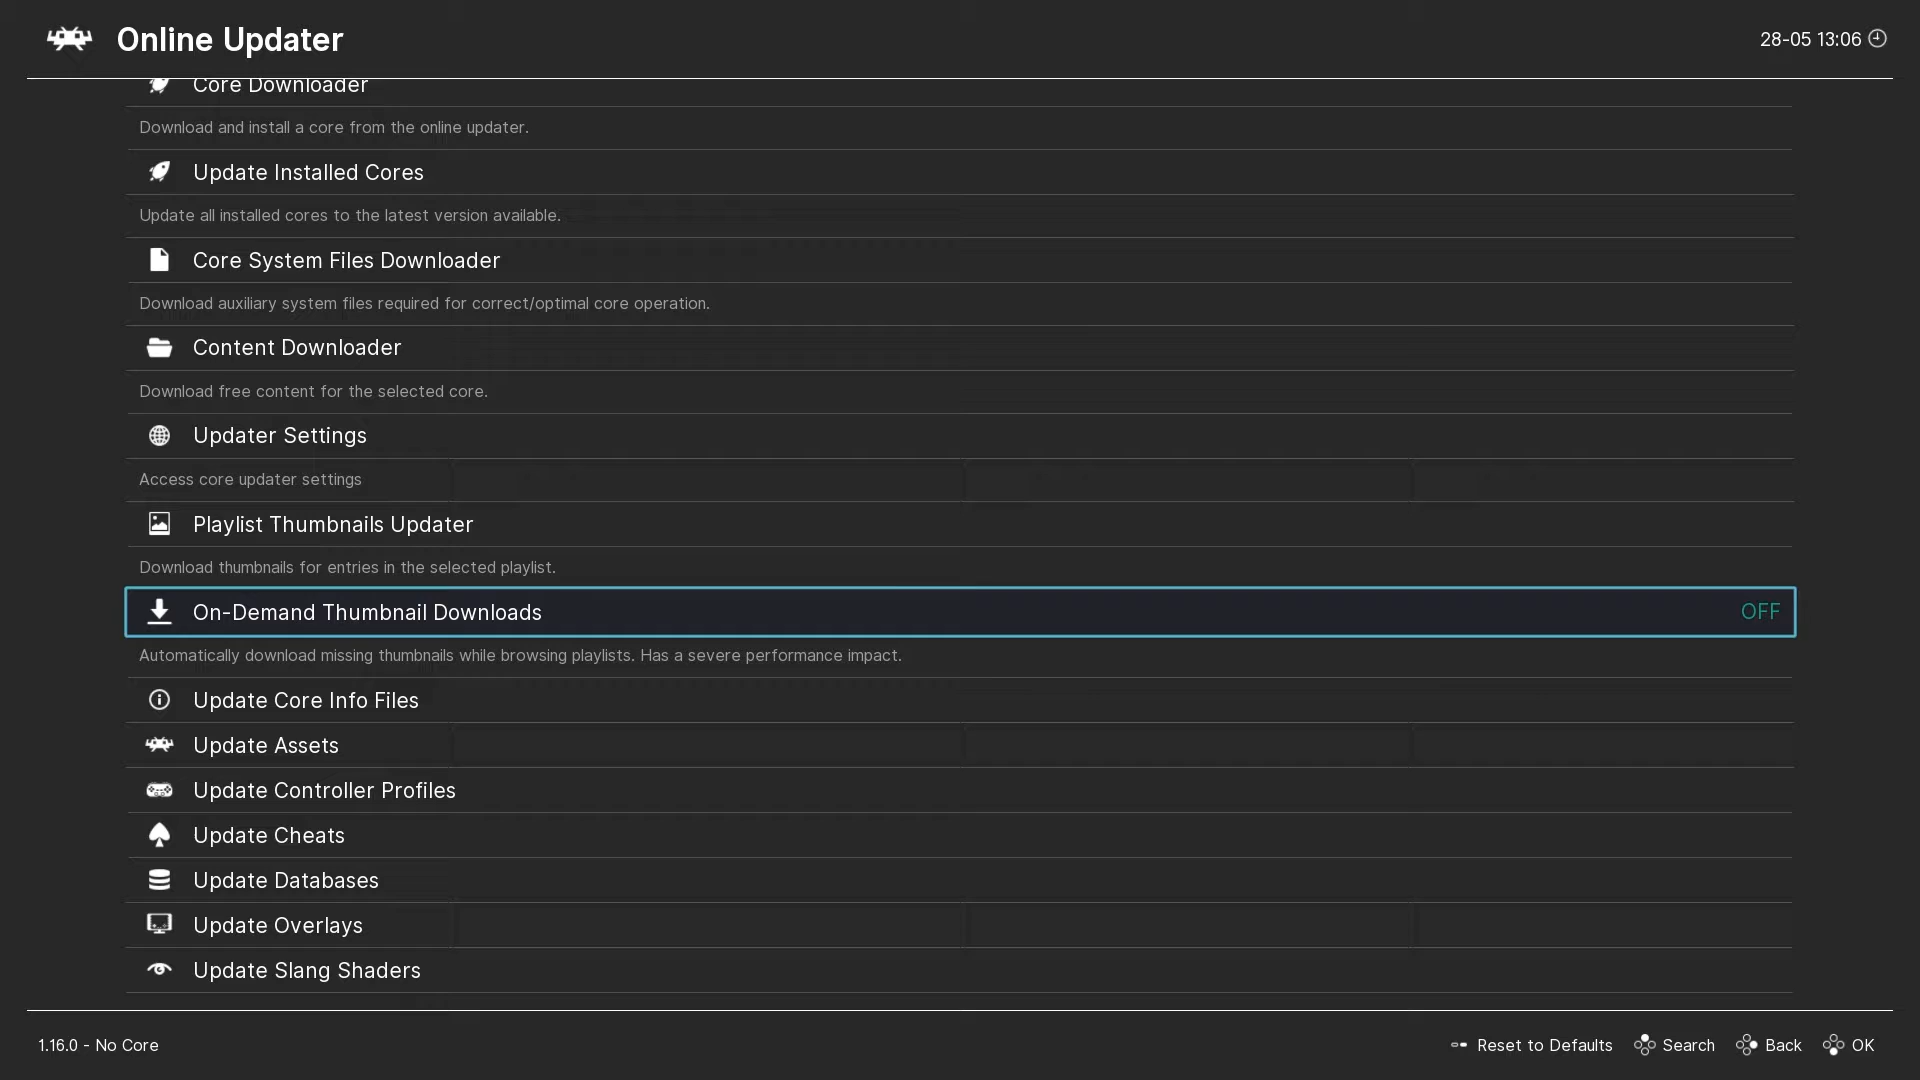 Online Updater
28-05 13:06
Core Downloader
Download and install a core from the online updater.
Update Installed Cores
Update all installed cores to the latest version available.
Core System Files Downloader
Download auxiliary system files required for correct/optimal core operation.
Content Downloader
Download free content for the selected core.
Updater Settings
Access core updater settings
Playlist Thumbnails Updater
Download thumbnails for entries in the selected playlist.
On-Demand Thumbnail Downloads OFF
Automatically download missing thumbnails while browsing playlists. Has a severe performance impact.
Update Core Info Files
Update Assets
Update Controller Profiles
Update Cheats
Update Databases
Update Overlays
Update Slang Shaders
1.16.0 - No Core
Reset to Defaults Search Back OK